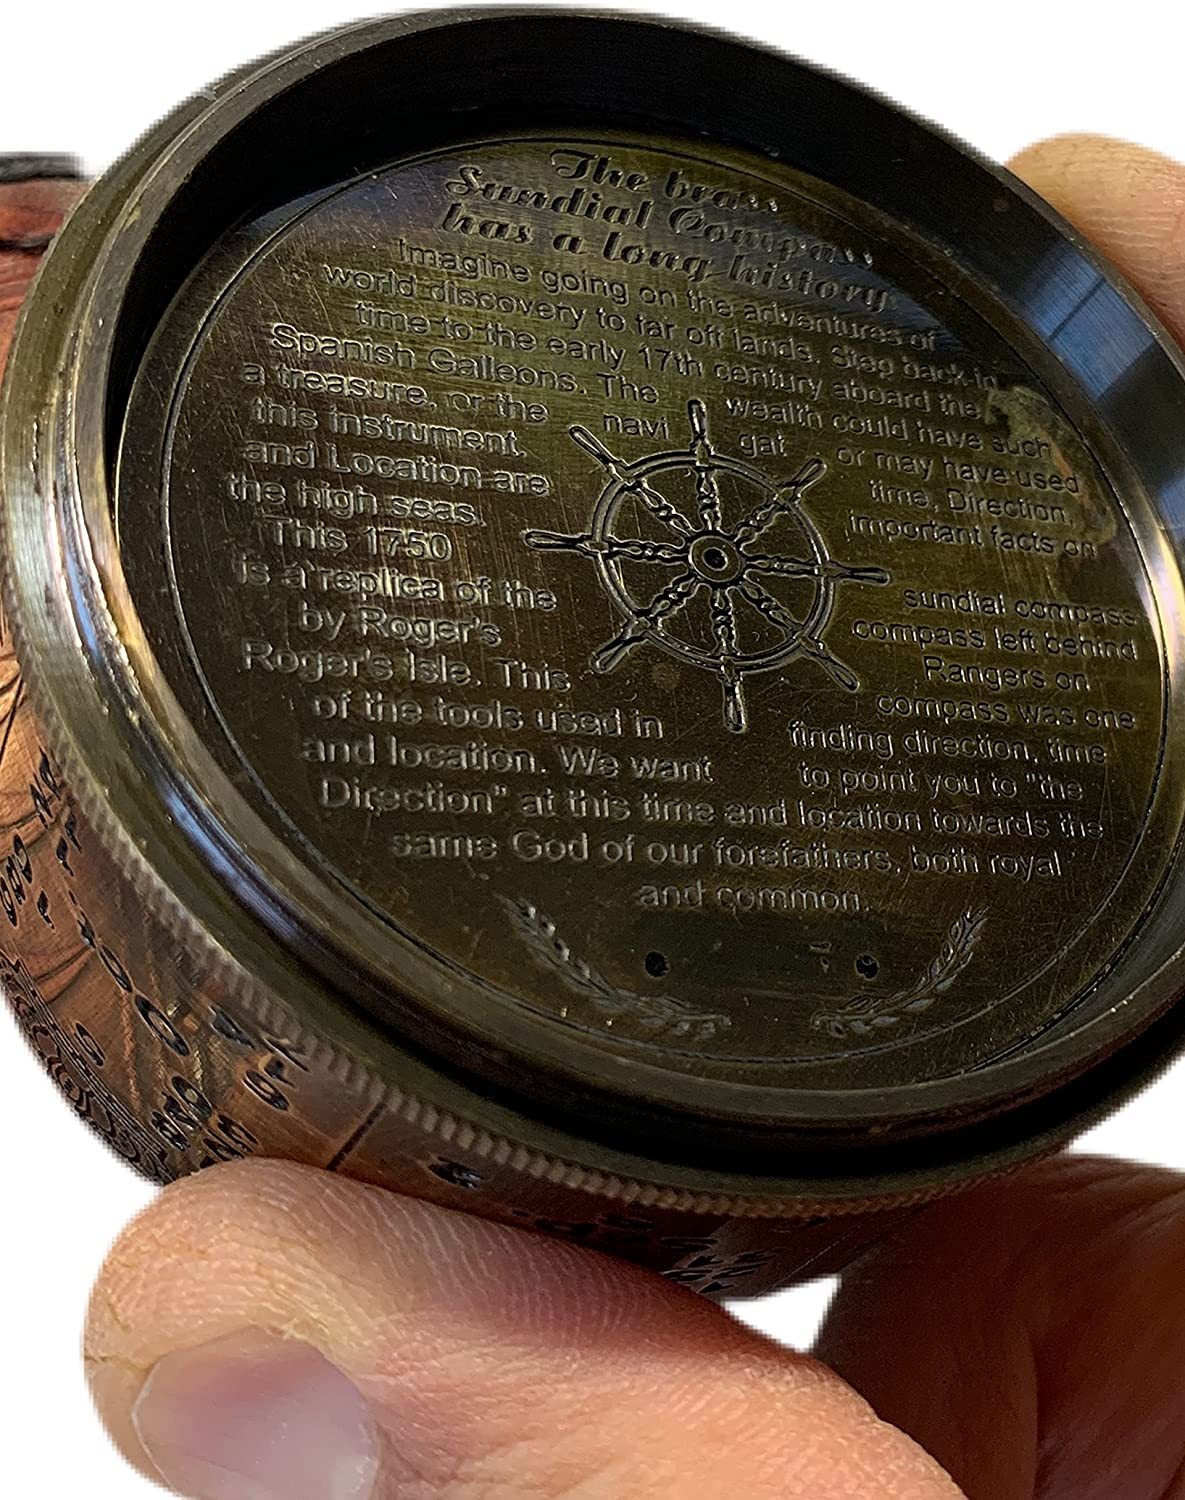 The brass
Sundial Compass
has a long history
Imagine going on the adventures of
world discovery to far off lands. Step back in
time to the early 17th century aboard the
Spanish Galleons. The wealth could have such
a treasure, or the navi gat or may have used
this instrument. time, Direction,
and Location are important facts on
the high seas.
This 1750 sundial compass
is a replica of the compass left behind
by Roger's Rangers on
Roger's Isle. This compass was one
of the tools used in finding direction, time
and location. We want to point you to "the
Direction" at this time and location towards the
same God of our forefathers, both royal
and common.